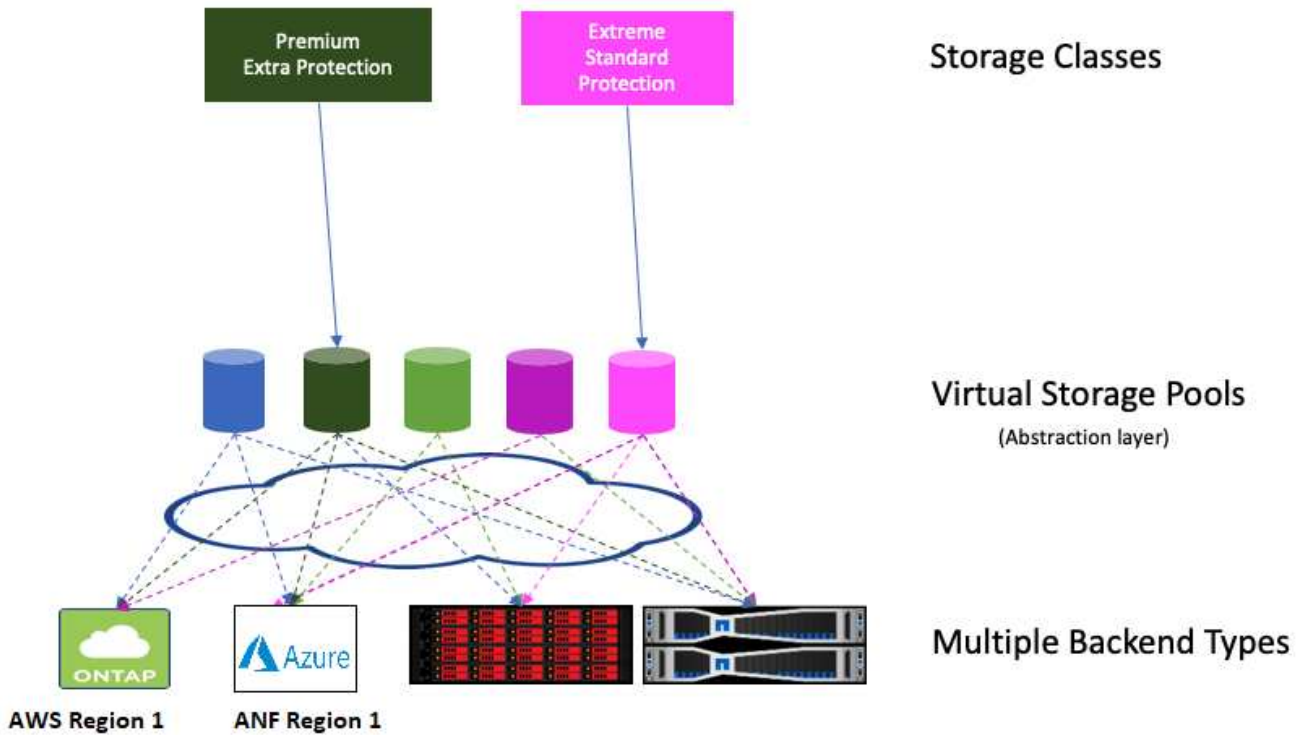 Premium
Extra Protection
Extreme
Standard
Protection
Storage Classes
Virtual Storage Pools
(Abstraction layer)
ONTAP
Azure
Multiple Backend Types
AWS Region 1
ANF Region 1